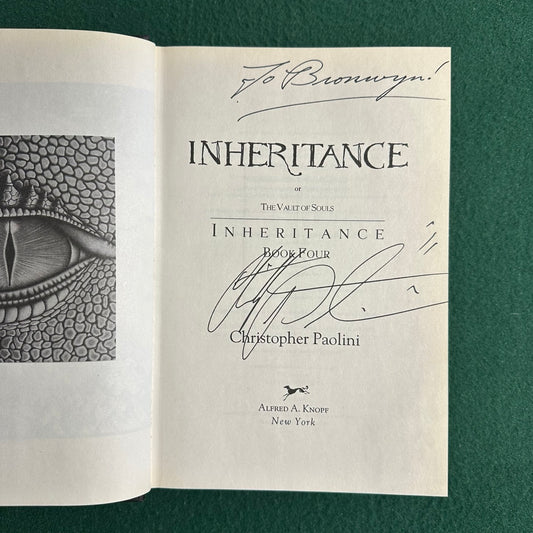 To Bronwyn!
INHERITANCE
or
THE VAULT OF SOULS
INHERITANCE
BOOK FOUR
Christopher Paolini
ALFRED A. KNOPF
New York